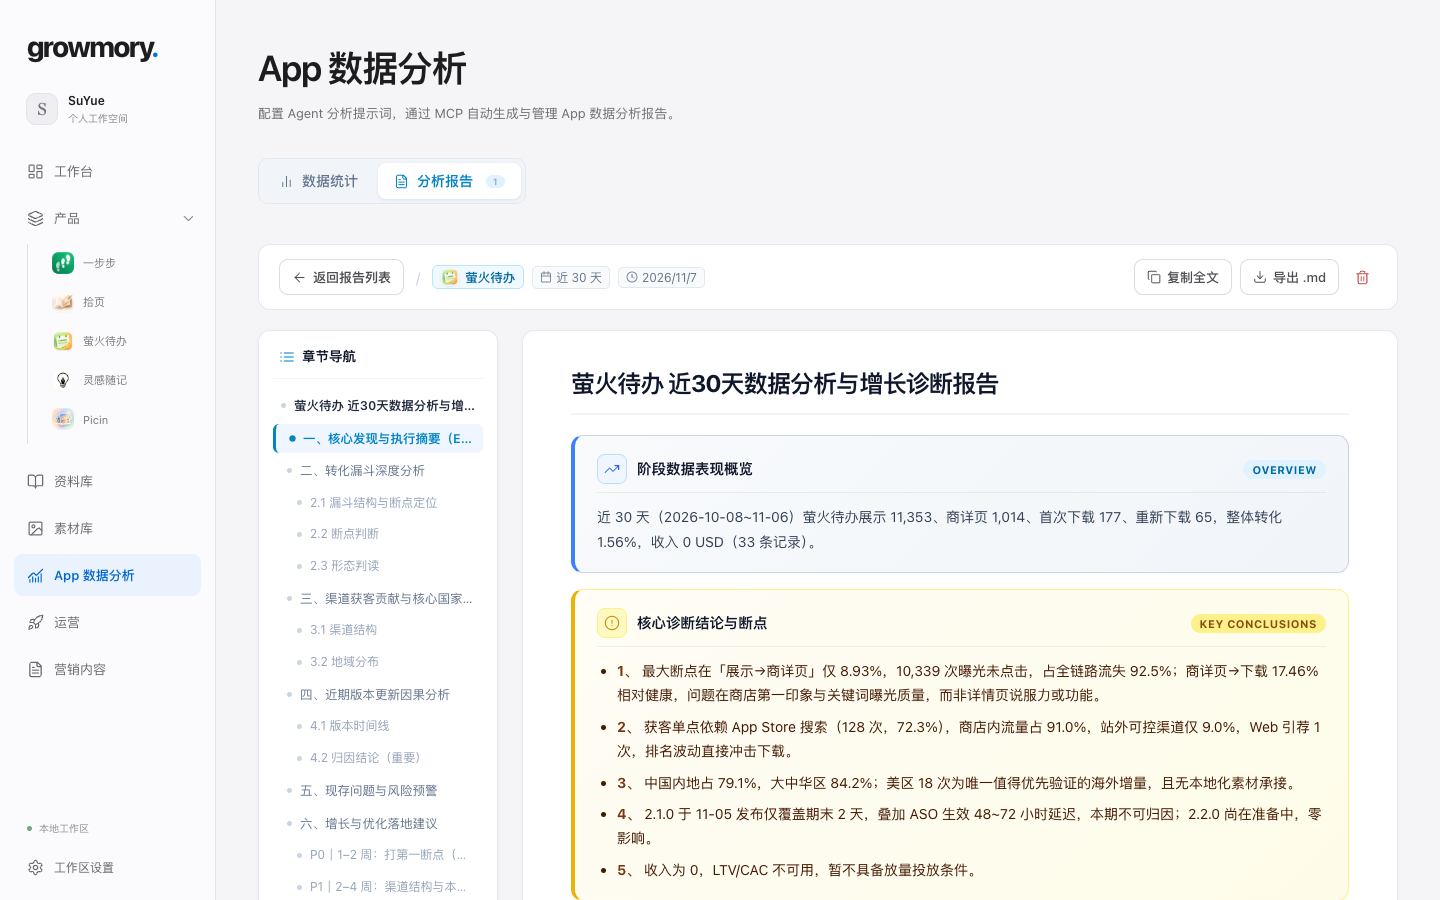 growmory.
S
SuYue
个人工作空间
工作台
产品
一步步
拾页
萤火待办
灵感随记
Picin
资料库
素材库
App 数据分析
运营
营销内容
本地工作区
工作区设置
App 数据分析
配置 Agent 分析提示词，通过 MCP 自动生成与管理 App 数据分析报告。
数据统计
分析报告 1
返回报告列表 / 萤火待办 近 30 天 2026/11/7
复制全文
导出 .md
章节导航
萤火待办 近30天数据分析与增...
一、核心发现与执行摘要（E...
二、转化漏斗深度分析
2.1 漏斗结构与断点定位
2.2 断点判断
2.3 形态判读
三、渠道获客贡献与核心国家...
3.1 渠道结构
3.2 地域分布
四、近期版本更新因果分析
4.1 版本时间线
4.2 归因结论（重要）
五、现存问题与风险预警
六、增长与优化落地建议
P0｜1–2 周：打第一断点（...
P1｜2–4 周：渠道结构与本...
萤火待办 近30天数据分析与增长诊断报告
阶段数据表现概览
OVERVIEW
近 30 天（2026-10-08~11-06）萤火待办展示 11,353、商详页 1,014、首次下载 177、重新下载 65，整体转化
1.56%，收入 0 USD（33 条记录）。
核心诊断结论与断点
KEY CONCLUSIONS
1、 最大断点在「展示→商详页」仅 8.93%，10,339 次曝光未点击，占全链路流失 92.5%；商详页→下载 17.46%
相对健康，问题在商店第一印象与关键词曝光质量，而非详情页说服力或功能。
2、 获客单点依赖 App Store 搜索（128 次，72.3%），商店内流量占 91.0%，站外可控渠道仅 9.0%，Web 引荐 1
次，排名波动直接冲击下载。
3、 中国内地占 79.1%，大中华区 84.2%；美区 18 次为唯一值得优先验证的海外增量，且无本地化素材承接。
4、 2.1.0 于 11-05 发布仅覆盖期末 2 天，叠加 ASO 生效 48~72 小时延迟，本期不可归因；2.2.0 尚在准备中，零
影响。
5、 收入为 0，LTV/CAC 不可用，暂不具备放量投放条件。